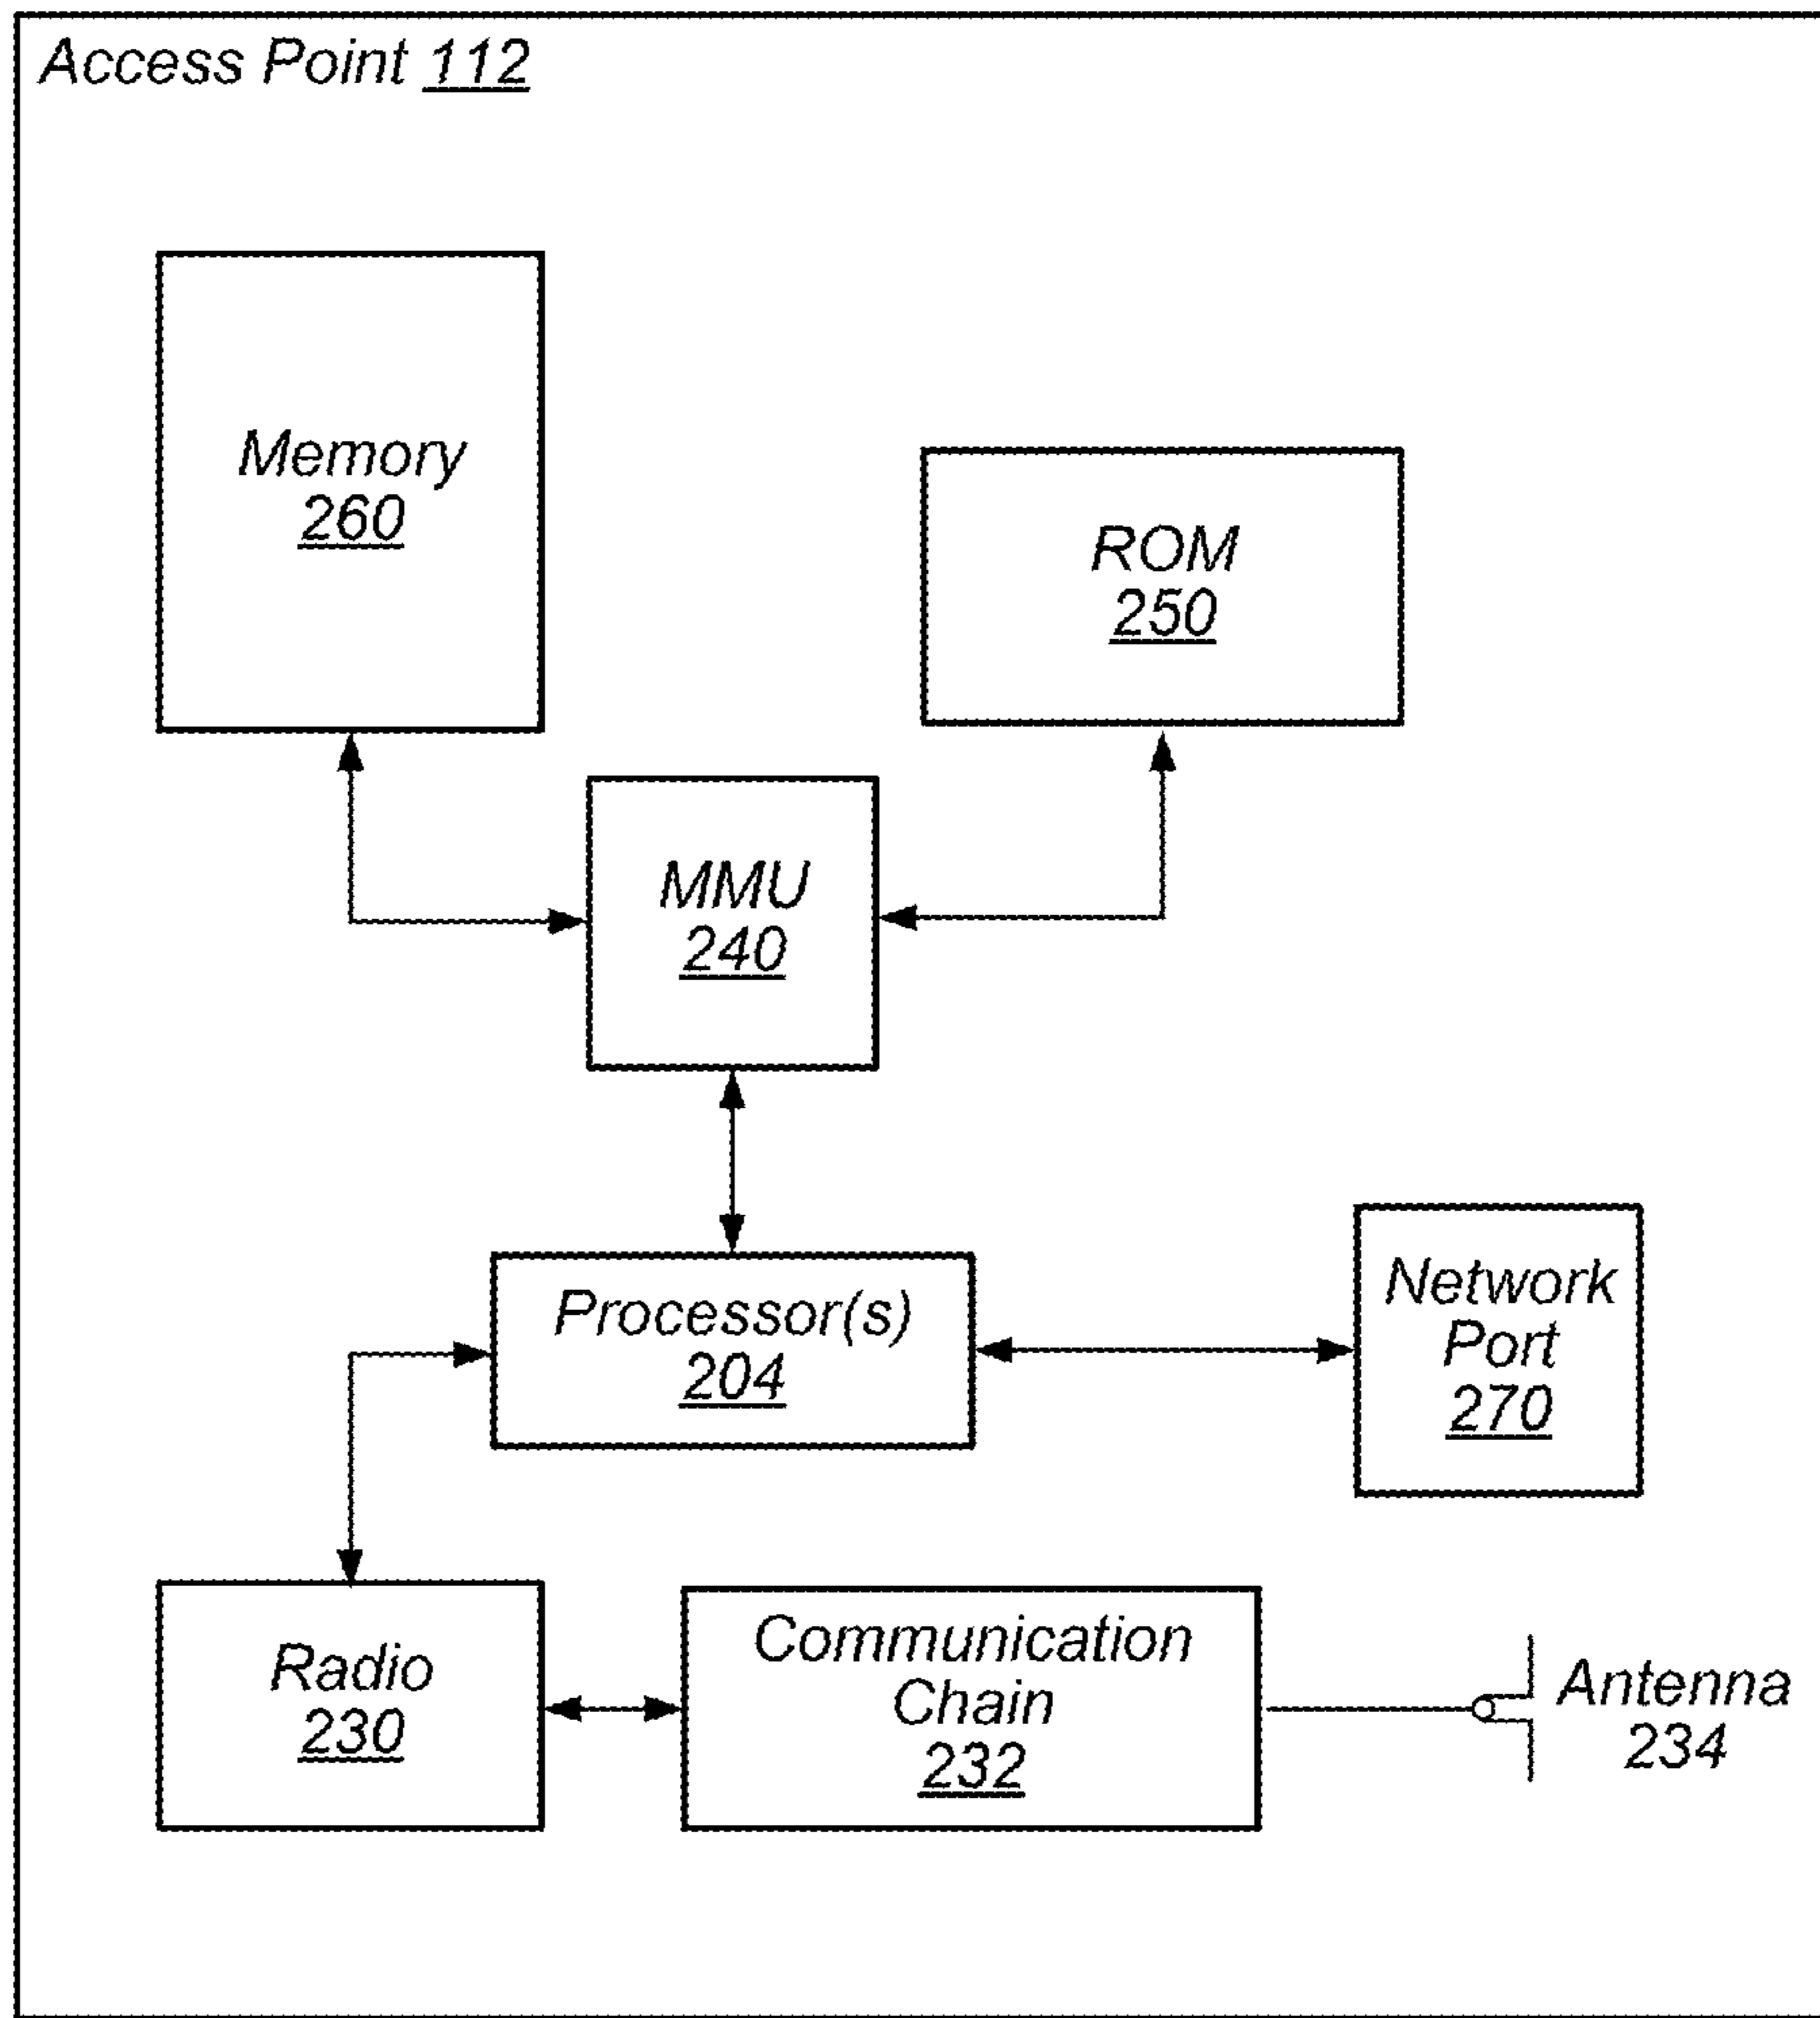 Access Point 112
Memory
260
ROM
250
MMU
240
Processor(s)
204
Network
Port
270
Radio
230
Communication
Chain
232
Antenna
234